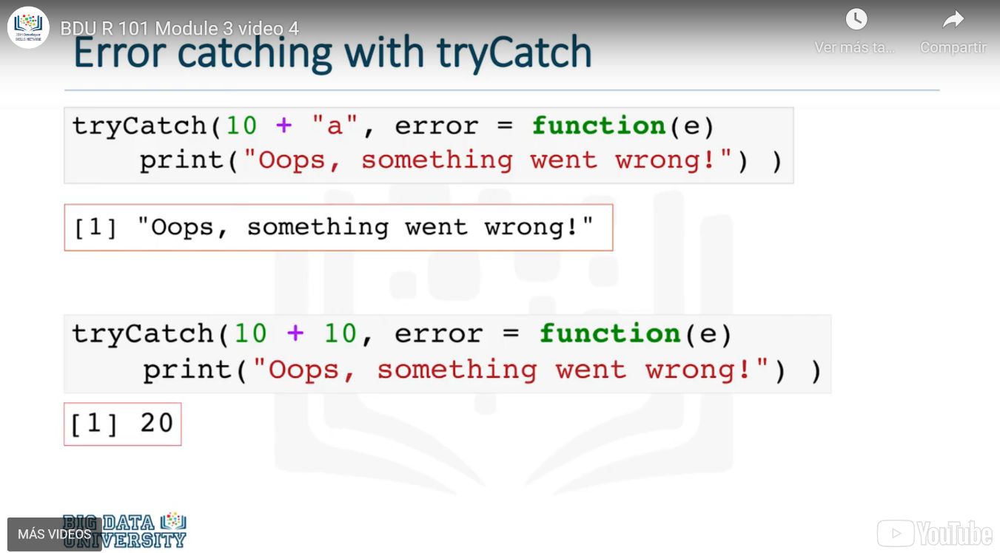 BDU R 101 Module 3 video 4
Ver más ta...
Compartir
Error catching with tryCatch
tryCatch(10 + "a", error = function(e)
print("Oops, something went wrong!") )
[1] "Oops, something went wrong!"
tryCatch(10 + 10, error = function(e)
print("Oops, something went wrong!") )
[1] 20
BIG DATA
UNIVERSITY
MÁS VIDEOS
YouTube